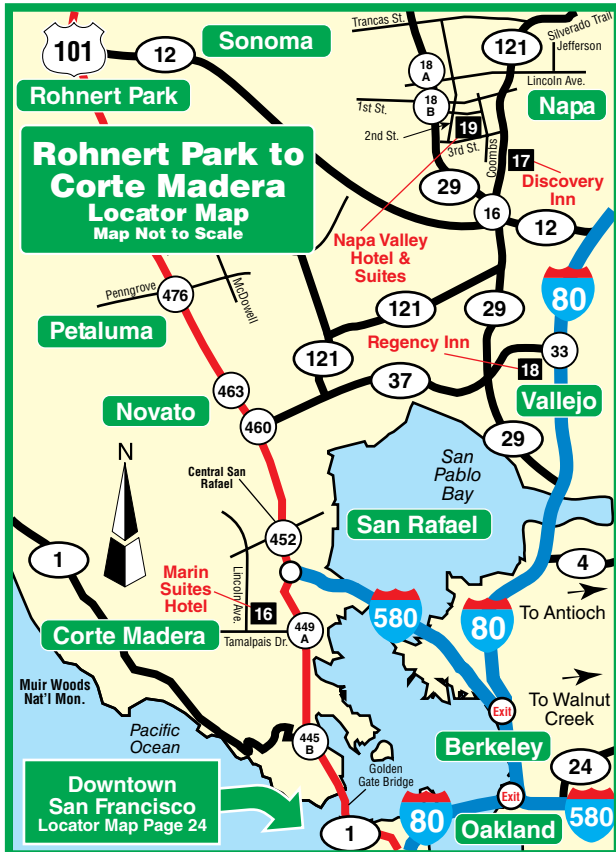 Trancas St.
Silverado Trail
Jefferson
101
12
Sonoma
121
18
A
Lincoln Ave.
Rohnert Park
18
B
1st St.
Napa
2nd St.
19
3rd St.
Coombs
17
Rohnert Park to
Corte Madera
Locator Map
Map Not to Scale
Discovery
Inn
29
16
12
Napa Valley
Hotel &
Suites
Penngrove
McDowell
476
80
121
29
Petaluma
Regency Inn
33
121
18
37
463
Vallejo
Novato
460
29
N
San
Pablo
Bay
Central San
Rafael
452
San Rafael
1
4
Marin
Suites
Hotel
Lincoln Ave.
16
580
80
To Antioch
Corte Madera
449
A
Tamalpais Dr.
Muir Woods
Nat'l Mon.
To Walnut
Creek
Exit
Pacific
Ocean
445
B
Berkeley
Golden
Gate Bridge
24
Downtown
San Francisco
Locator Map Page 24
Exit
1
80
Oakland
580